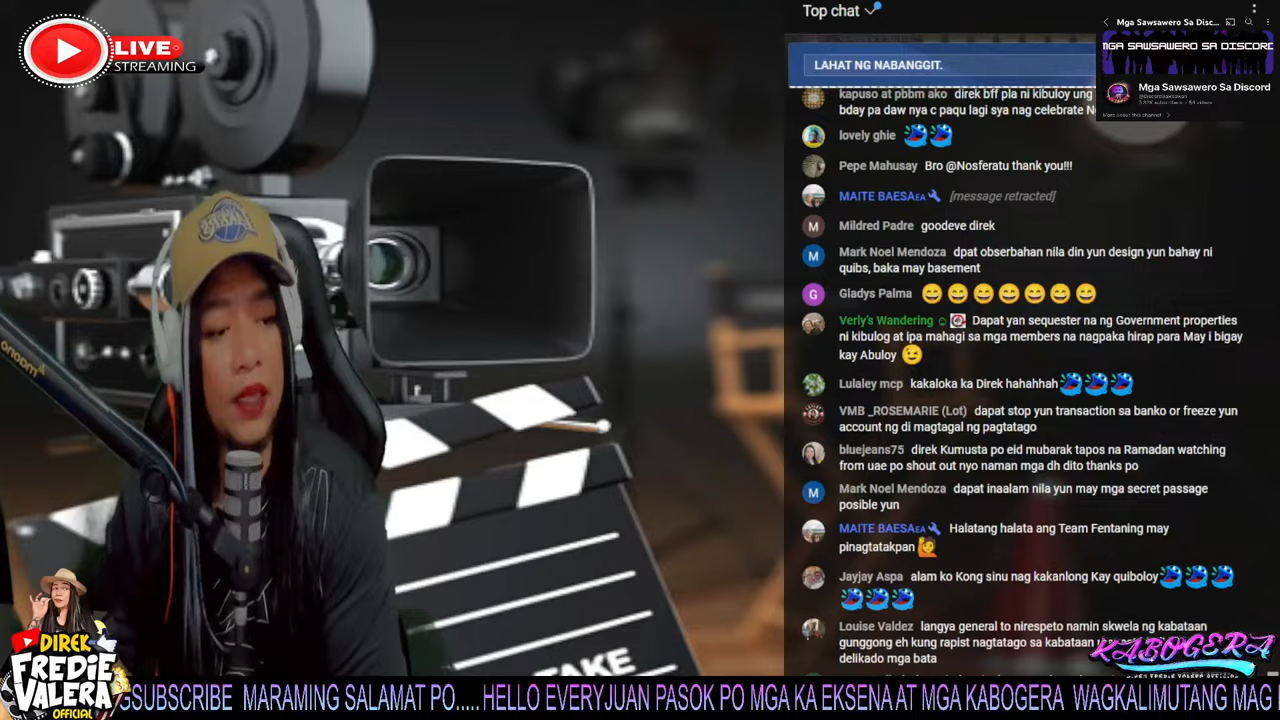 LIVE
STREAMING
LAKERS
maono
TAKE
DIREK
FREDIE
VALERA
OFFICIAL
Top chat
LAHAT NG NABANGGIT.
Mga Sawsawero Sa Disc...
MGA SAWSAWERO SA DISCORD
Mga Sawsawero Sa Discord
kapuso at pbbm ako direk bff pla ni kibuloy ung
bday pa daw nya c paqu lagi sya nag celebrate
lovely ghie 
Pepe Mahusay Bro @Nosferatu thank you!!!
MAITE BAESAEA [message retracted]
M Mildred Padre goodeve direk
M Mark Noel Mendoza dpat obserbahan nila din yun design yun bahay ni
quibs, baka may basement
G Gladys Palma 😄😄😄😄😄😄😄
Verly's Wandering ☺ Dapat yan sequester na ng Government properties
ni kibulog at ipa mahagi sa mga members na nagpaka hirap para May i bigay
kay Abuloy 😉
Lulaley mcp kakaloka ka Direk hahahhah
VMB _ROSEMARIE (Lot) dapat stop yun transaction sa banko or freeze yun
account ng di magtagal ng pagtatago
bluejeans75 direk Kumusta po eid mubarak tapos na Ramadan watching
from uae po shout out nyo naman mga dh dito thanks po
M Mark Noel Mendoza dapat inaalam nila yun may mga secret passage
posible yun
MAITE BAESAEA Halatang halata ang Team Fentaning may
pinagtatakpan 🙋
Jayjay Aspa alam ko Kong sinu nag kakanlong Kay quiboloy
Louise Valdez langya general to nirespeto namin skwela ng kabataan
gunggong eh kung rapist nagtatago sa kabataan
delikado mga bata
KABOGERA
DIREK FREDIE VALERA OFFICIAL
GSUBSCRIBE MARAMING SALAMAT PO..... HELLO EVERYJUAN PASOK PO MGA KA EKSENA AT MGA KABOGERA WAGKALIMUTANG MAG